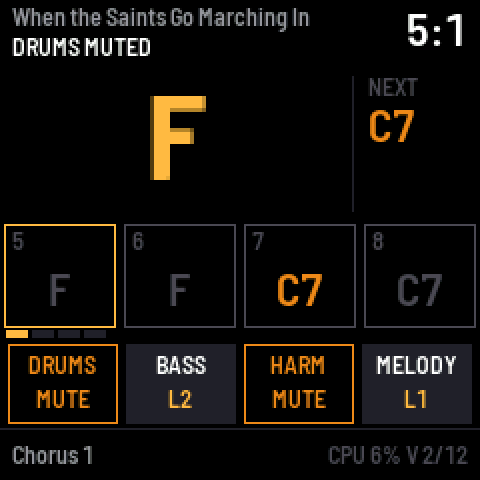 When the Saints Go Marching In
DRUMS MUTED
5:1
F
NEXT
C7
5
F
6
F
7
C7
8
C7
DRUMS
MUTE
BASS
L2
HARM
MUTE
MELODY
L1
Chorus 1
CPU 6% V 2/12